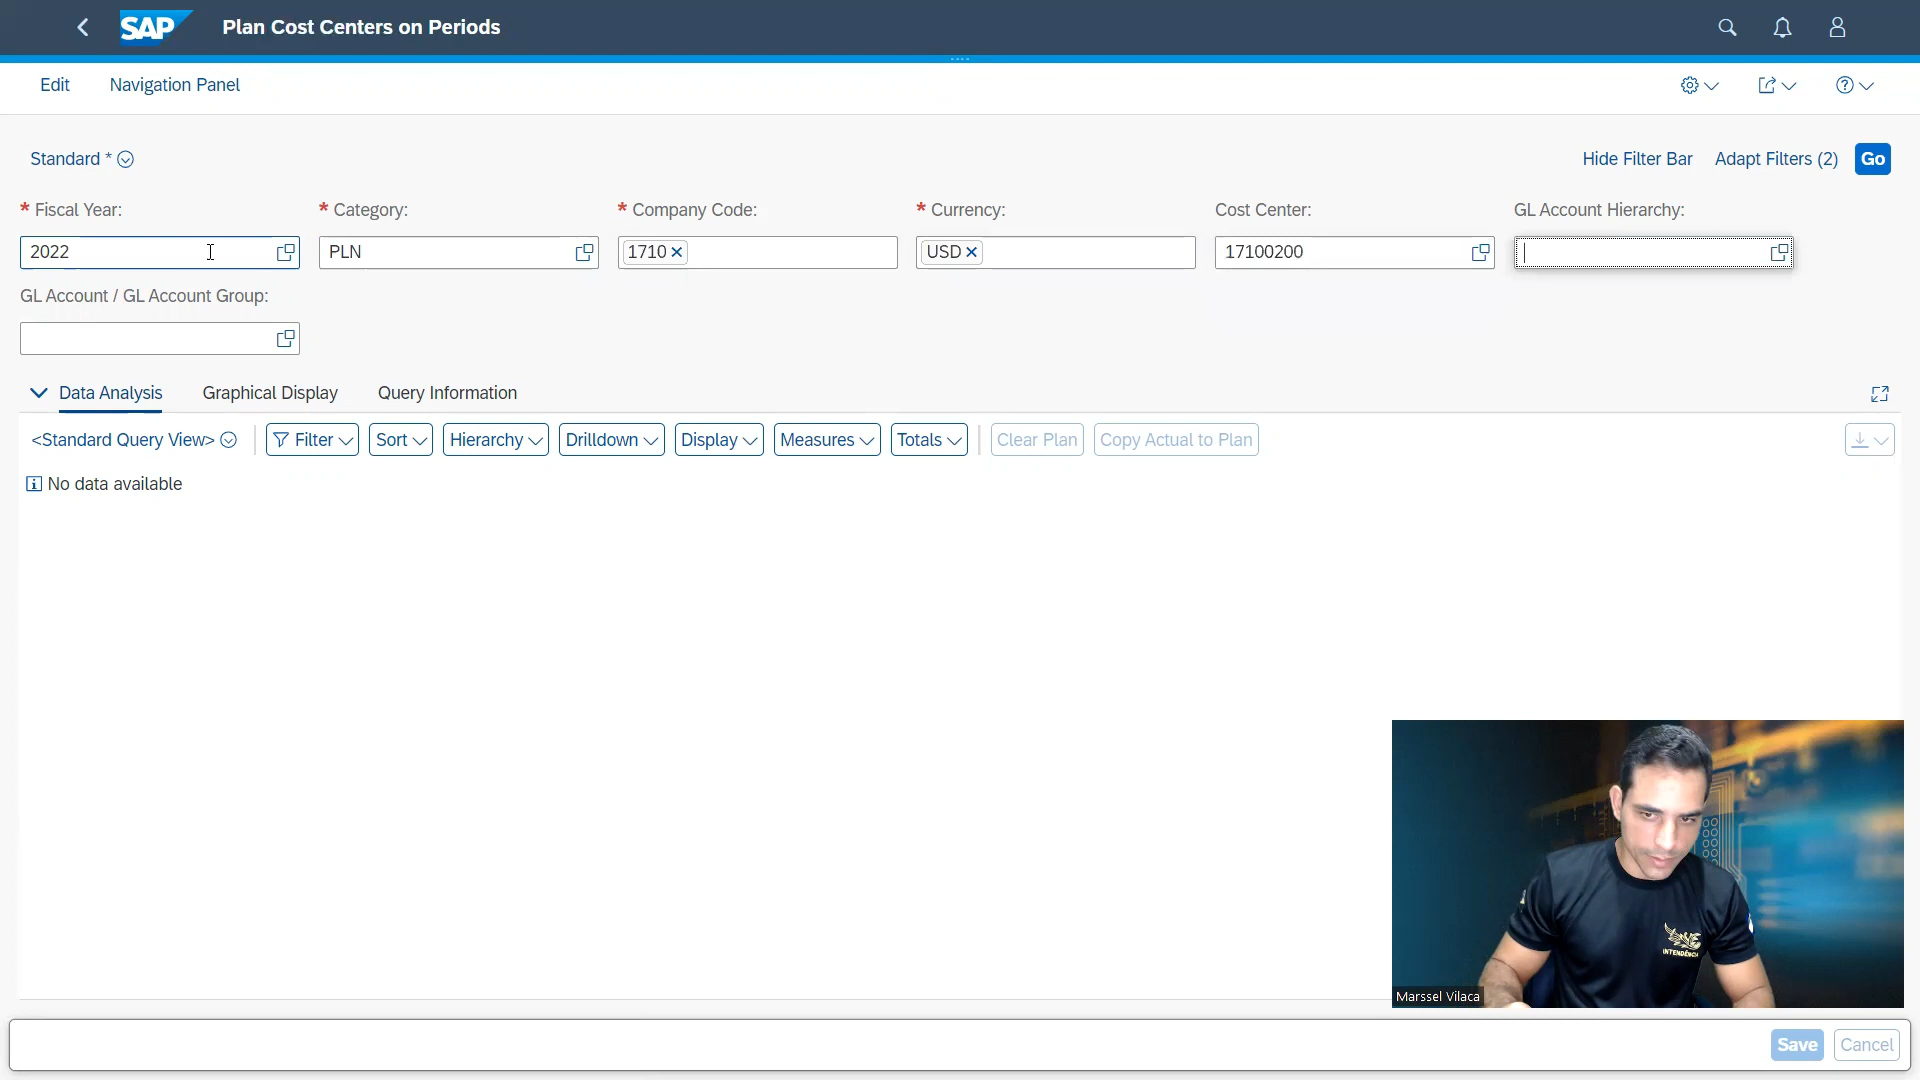 SAP Plan Cost Centers on Periods
Edit Navigation Panel
Standard * Hide Filter Bar Adapt Filters (2) Go
* Fiscal Year: * Category: * Company Code: * Currency: Cost Center: GL Account Hierarchy:
2022 PLN 1710 USD 17100200
GL Account / GL Account Group:
Data Analysis Graphical Display Query Information
<Standard Query View> Filter Sort Hierarchy Drilldown Display Measures Totals Clear Plan Copy Actual to Plan
No data available
INTENDÊNCIA
Marssel Vilaca
Save Cancel